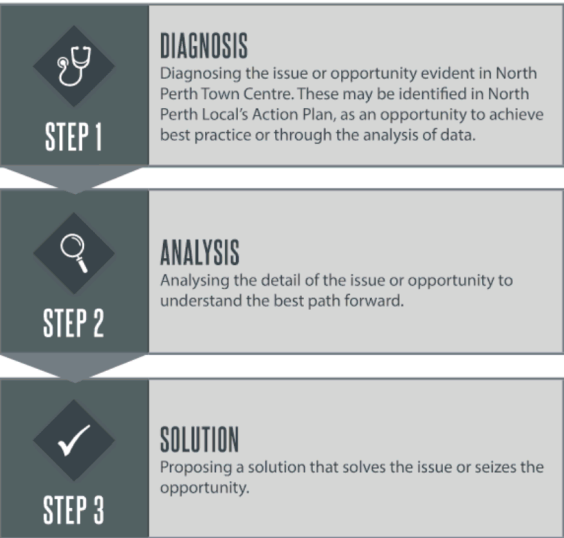 STEP 1
DIAGNOSIS
Diagnosing the issue or opportunity evident in North
Perth Town Centre. These may be identified in North
Perth Local's Action Plan, as an opportunity to achieve
best practice or through the analysis of data.
STEP 2
ANALYSIS
Analysing the detail of the issue or opportunity to
understand the best path forward.
STEP 3
SOLUTION
Proposing a solution that solves the issue or seizes the
opportunity.